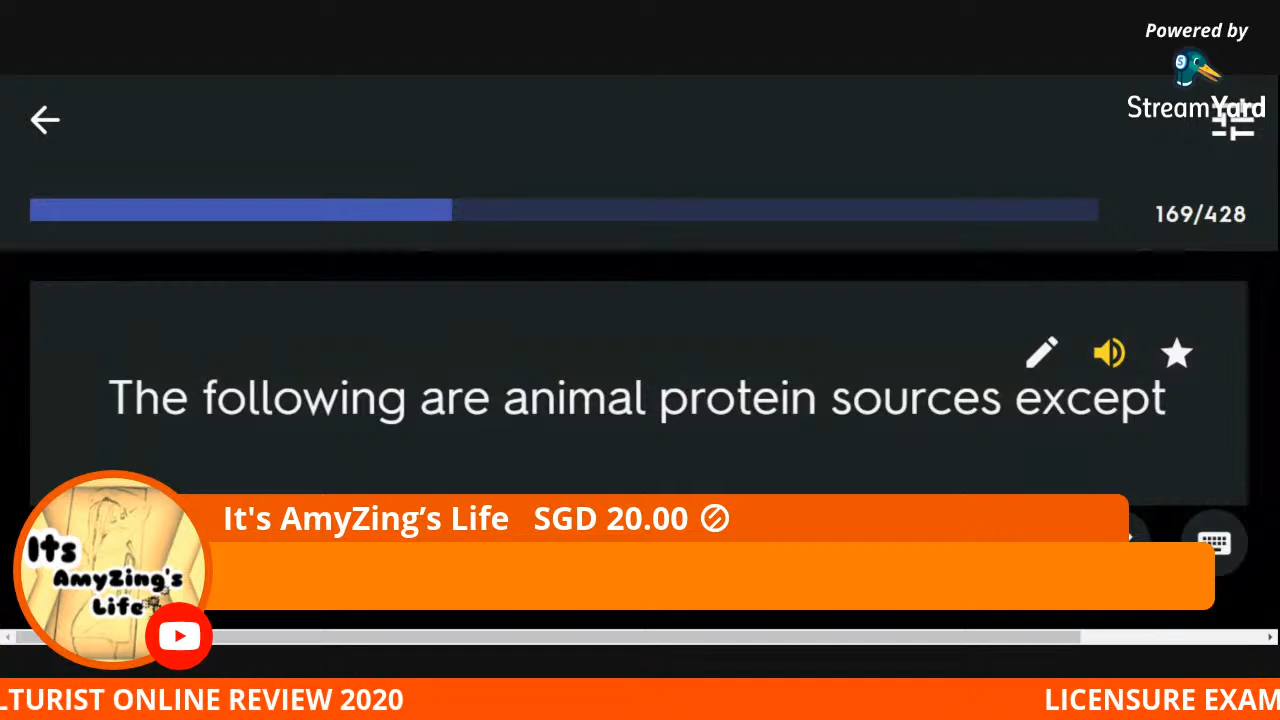 Powered by
StreamYard
169/428
The following are animal protein sources except
It's AmyZing’s Life SGD 20.00
Its
AmyZing's
Life
LTURIST ONLINE REVIEW 2020
LICENSURE EXAM